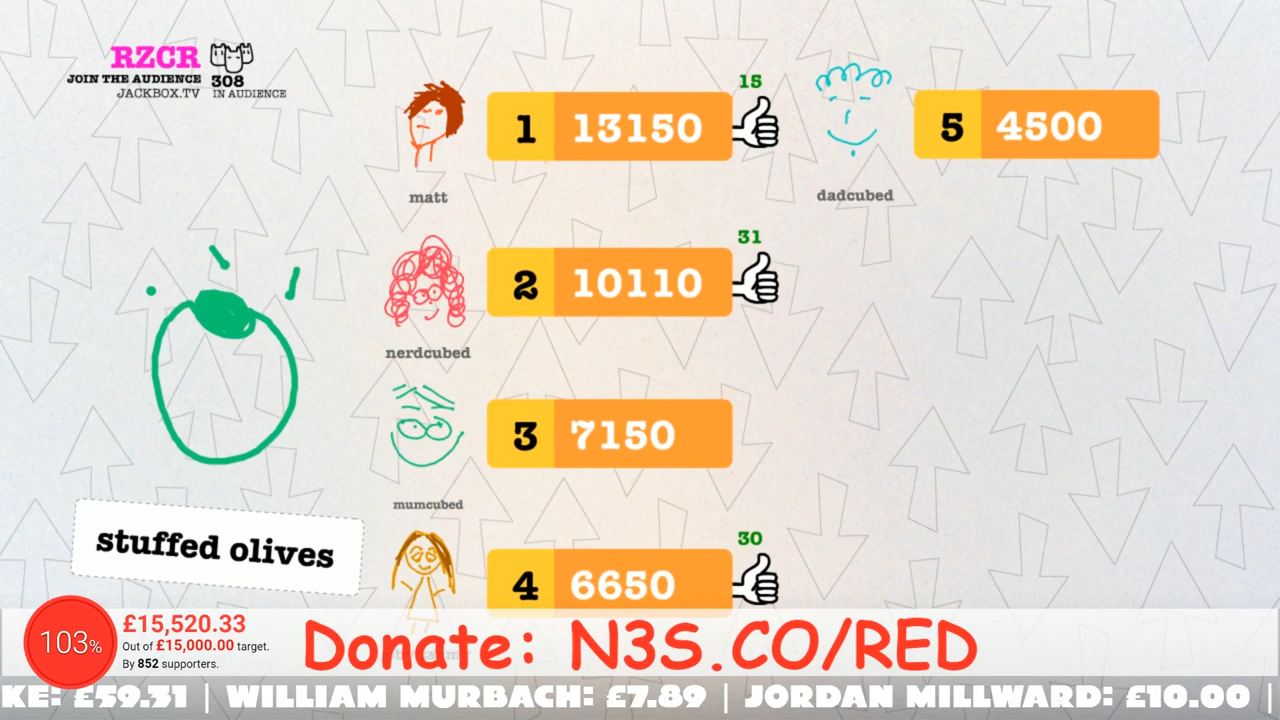 RZCR
JOIN THE AUDIENCE
JACKBOX.TV
308
IN AUDIENCE
1 13150
15
matt
2 10110
31
nerdcubed
3 7150
mumcubed
4 6650
30
5 4500
dadcubed
stuffed olives
103%
£15,520.33
Out of £15,000.00 target.
By 852 supporters.
Donate: N3S.CO/RED
KE: £59.31 | WILLIAM MURBACH: £7.89 | JORDAN MILLWARD: £10.00 |